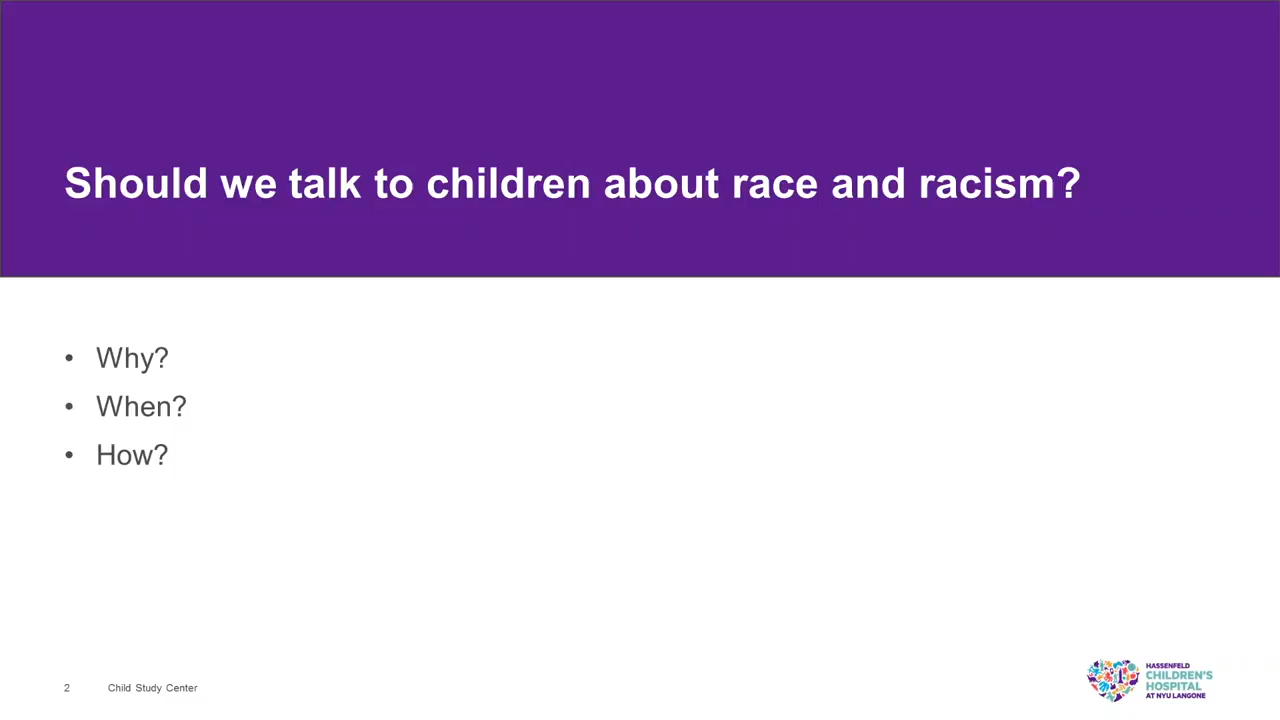 Should we talk to children about race and racism?
• Why?
• When?
• How?
2 Child Study Center
HASSENFELD
CHILDREN'S
HOSPITAL
AT NYU LANGONE